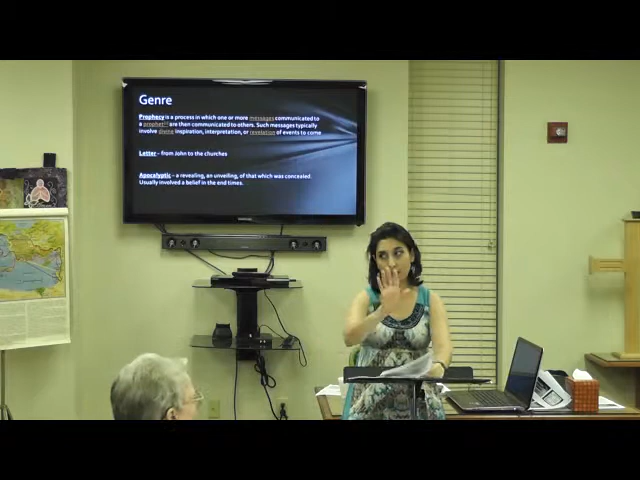 Genre
Prophecy is a process in which one or more messages communicated to
a prophet are then communicated to others. Such messages typically
involve divine inspiration, interpretation, or revelation of events to come
Letter – from John to the churches
Apocalyptic – a revealing, an unveiling, of that which was concealed.
Usually involved a belief in the end times.